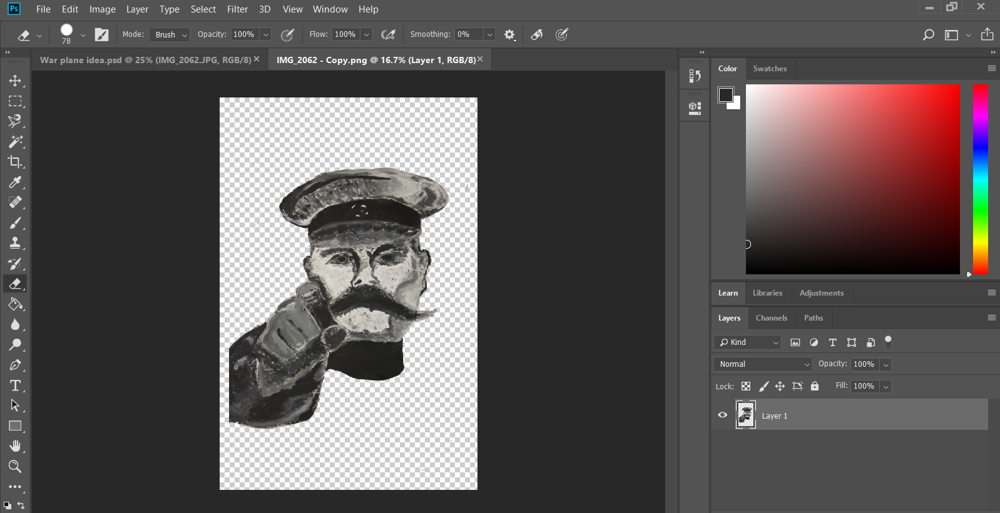 Ps File Edit Image Layer Type Select Filter 3D View Window Help
78 Mode: Brush Opacity: 100% Flow: 100% Smoothing: 0%
War plane idea.psd @ 25% (IMG_2062.JPG, RGB/8) IMG_2062 - Copy.png @ 16.7% (Layer 1, RGB/8)
Color Swatches
Learn Libraries Adjustments
Layers Channels Paths
Kind
Normal Opacity: 100%
Lock: Fill: 100%
Layer 1